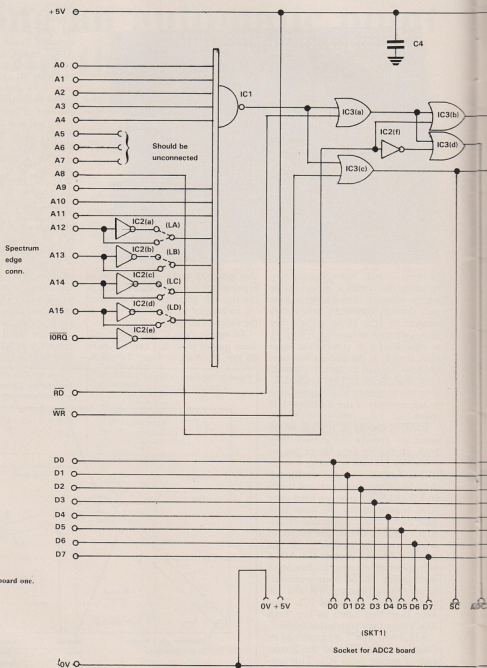 +5V
C4
A0
A1
A2
A3
A4
A5
A6
A7
Should be
unconnected
A8
A9
A10
A11
A12
A13
A14
A15
IORQ
IC1
IC3(a)
IC3(b)
IC2(f)
IC3(d)
IC3(c)
IC2(a)
(LA)
IC2(b)
(LB)
IC2(c)
(LC)
IC2(d)
(LD)
IC2(e)
Spectrum
edge
conn.
RD
WR
D0
D1
D2
D3
D4
D5
D6
D7
board one.
0V +5V D0 D1 D2 D3 D4 D5 D6 D7 SC ADC
(SKT1)
Socket for ADC2 board
0V